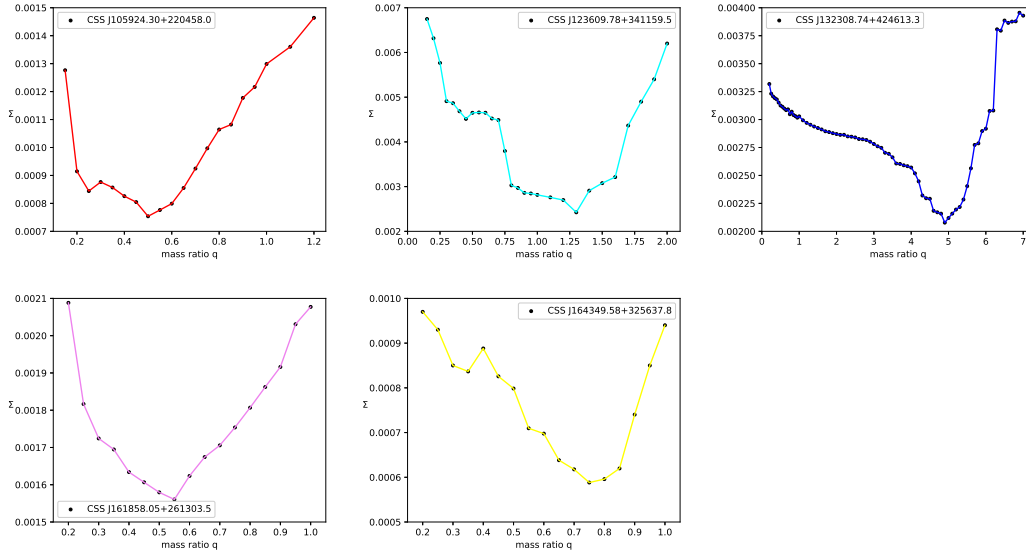 0.0015
0.0014
0.0013
0.0012
0.0011
0.0010
0.0009
0.0008
0.0007
Σ
CSS J105924.30+220458.0
0.2 0.4 0.6 0.8 1.0 1.2
mass ratio q
0.007
0.006
0.005
0.004
0.003
0.002
Σ
CSS J123609.78+341159.5
0.00 0.25 0.50 0.75 1.00 1.25 1.50 1.75 2.00
mass ratio q
0.00400
0.00375
0.00350
0.00325
0.00300
0.00275
0.00250
0.00225
0.00200
Σ
CSS J132308.74+424613.3
0 1 2 3 4 5 6 7
mass ratio q
0.0021
0.0020
0.0019
0.0018
0.0017
0.0016
0.0015
Σ
CSS J161858.05+261303.5
0.2 0.3 0.4 0.5 0.6 0.7 0.8 0.9 1.0
mass ratio q
0.0010
0.0009
0.0008
0.0007
0.0006
0.0005
Σ
CSS J164349.58+325637.8
0.2 0.3 0.4 0.5 0.6 0.7 0.8 0.9 1.0
mass ratio q